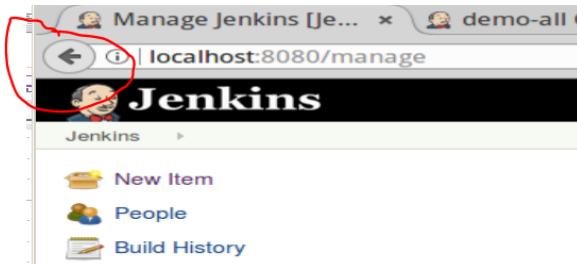 Manage Jenkins [Je... × demo-all
localhost:8080/manage
Jenkins
Jenkins
New Item
People
Build History